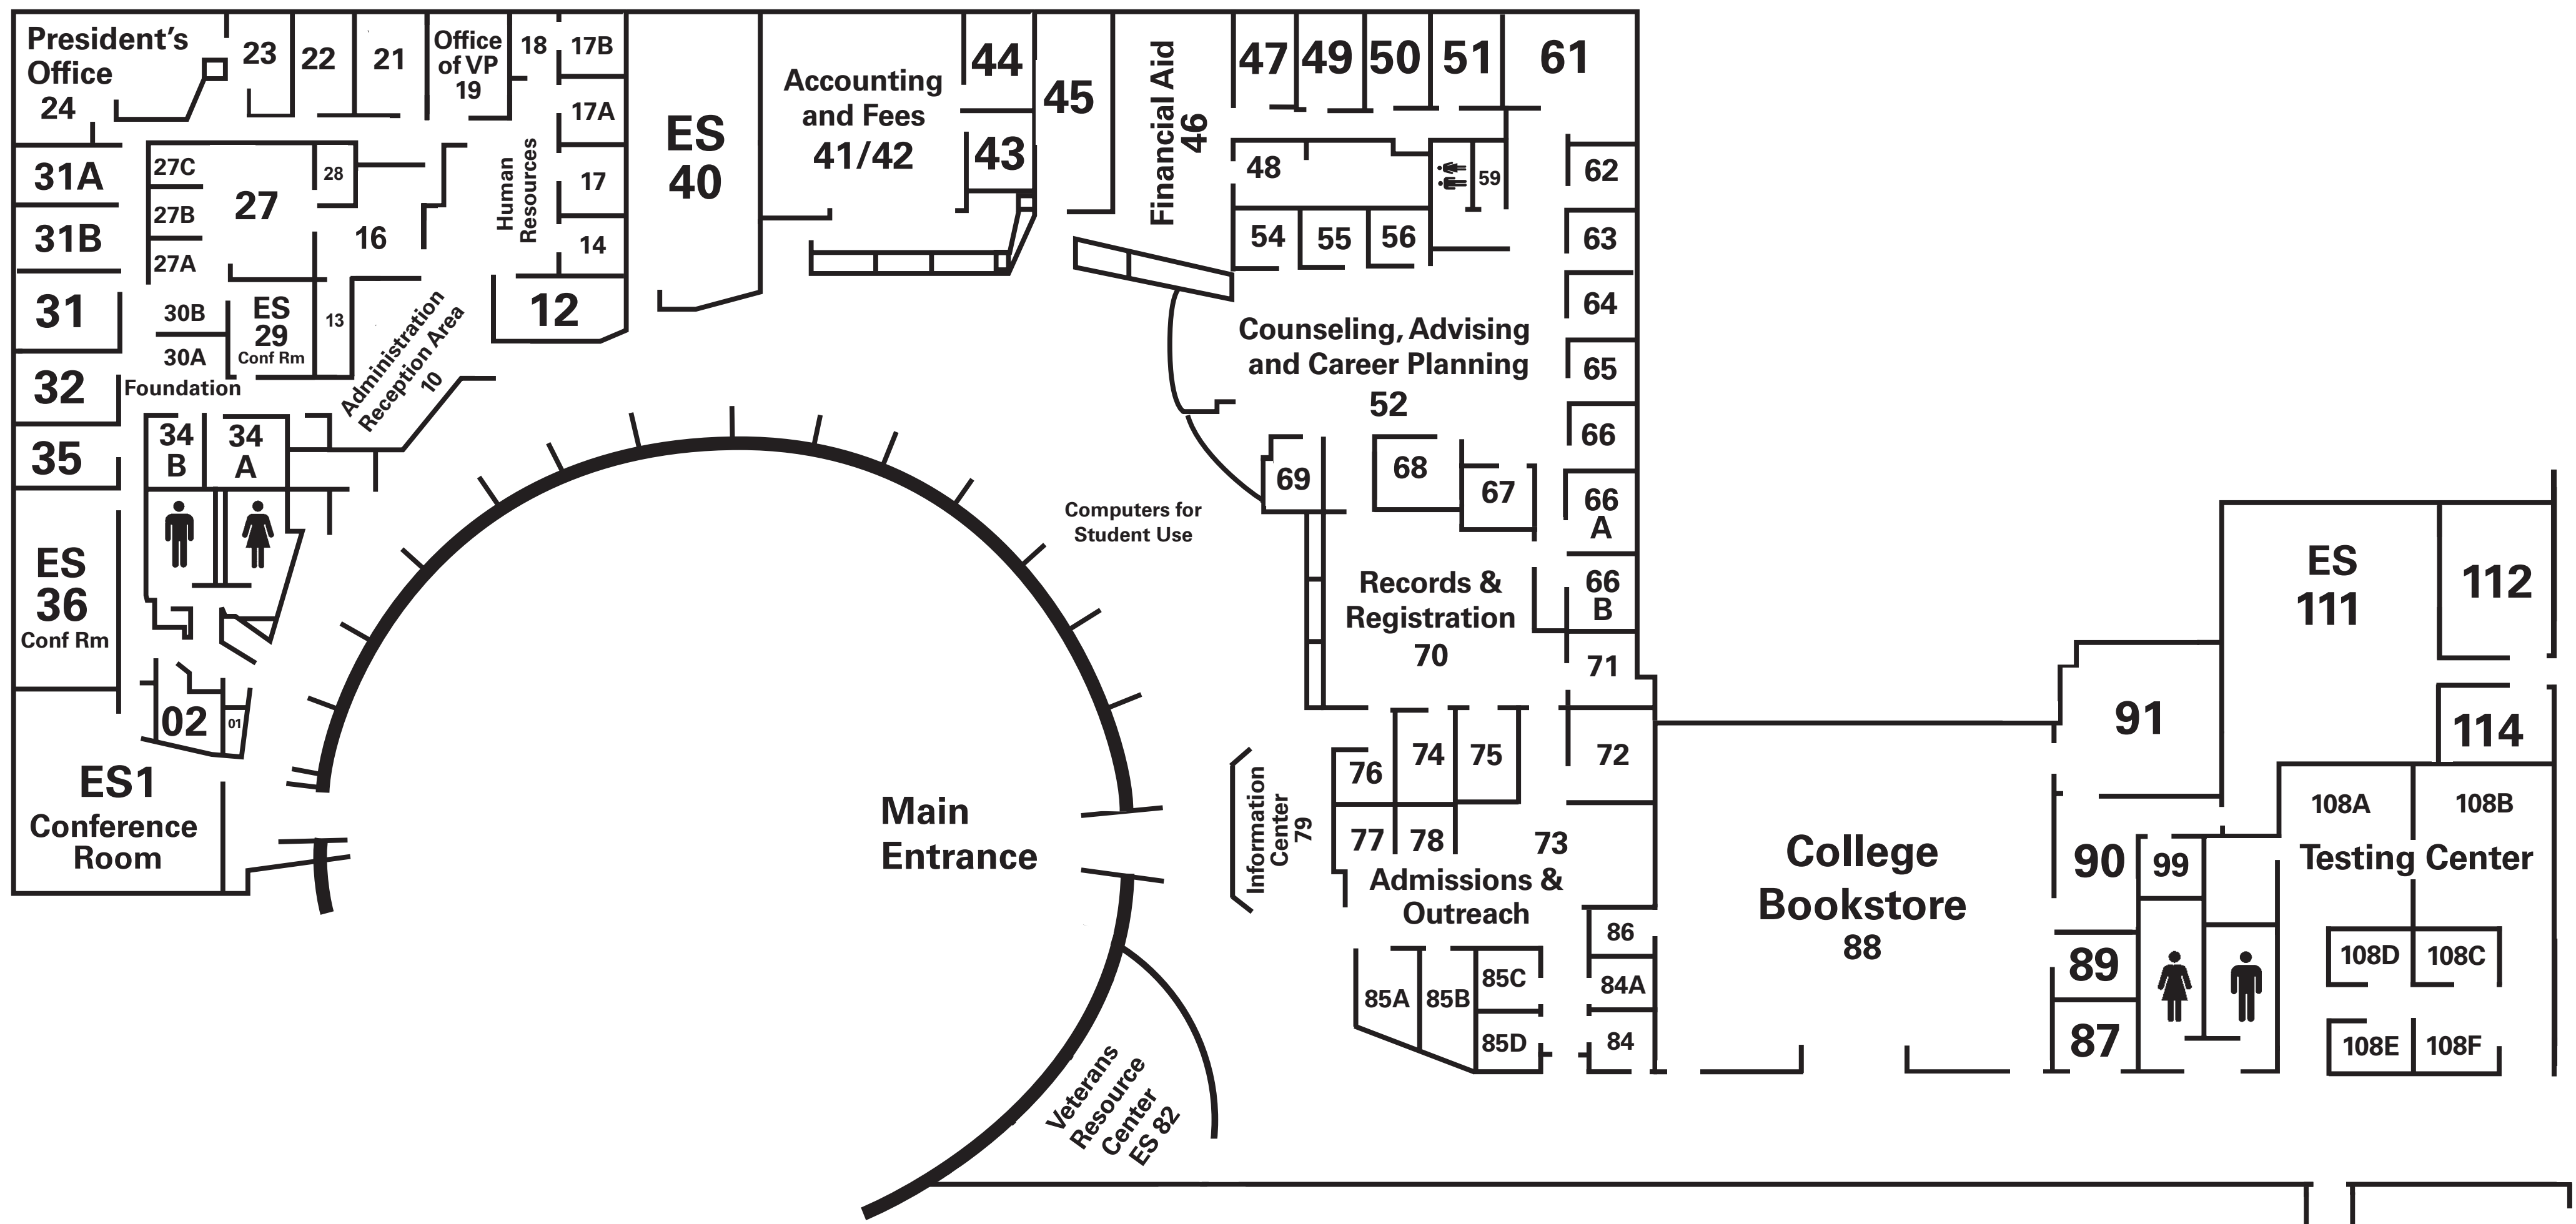 President's
Office
24
23
22
21
Office
of VP
19
18
17B
17A
17
14
Human
Resources
31A
31B
31
32
35
27C
27B
27A
27
28
16
30B
30A
Foundation
ES
29
Conf Rm
13
Administration
Reception Area
10
12
34
B
34
A
ES
36
Conf Rm
02
01
ES1
Conference
Room
ES
40
Accounting
and Fees
41/42
44
43
45
Financial Aid
46
47
49
50
51
61
48
59
54
55
56
62
63
64
65
66
66
A
66
B
71
72
Counseling, Advising
and Career Planning
52
69
68
67
Computers for
Student Use
Records &
Registration
70
Main
Entrance
Information
Center
79
76
74
75
77
78
73
Admissions &
Outreach
85A
85B
85C
85D
86
84A
84
Veterans
Resource
Center
ES 82
College
Bookstore
88
91
90
99
89
87
ES
111
112
114
108A
108B
Testing Center
108D
108C
108E
108F